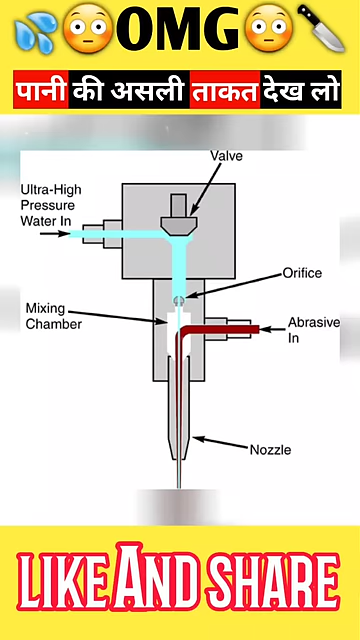 💦😳OMG😳🔪
पानी की असली ताकत देख लो
Valve
Ultra-High
Pressure
Water In
Orifice
Mixing
Chamber
Abrasive
In
Nozzle
LIKE AND SHARE